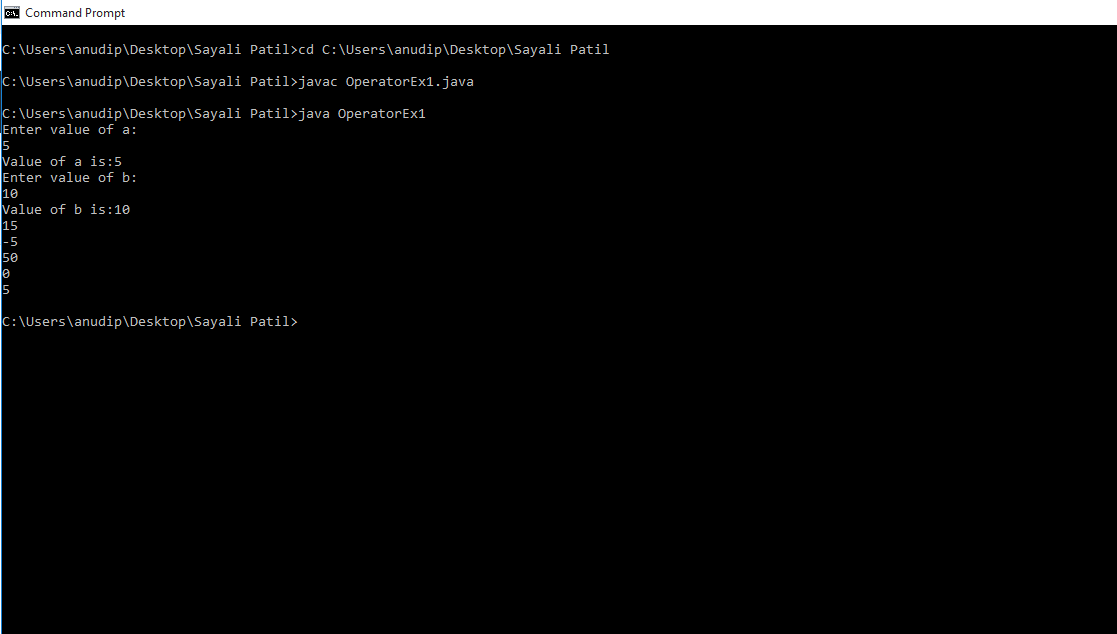 Command Prompt
C:\Users\anudip\Desktop\Sayali Patil>cd C:\Users\anudip\Desktop\Sayali Patil
C:\Users\anudip\Desktop\Sayali Patil>javac OperatorEx1.java
C:\Users\anudip\Desktop\Sayali Patil>java OperatorEx1
Enter value of a:
5
Value of a is:5
Enter value of b:
10
Value of b is:10
15
-5
50
0
5
C:\Users\anudip\Desktop\Sayali Patil>